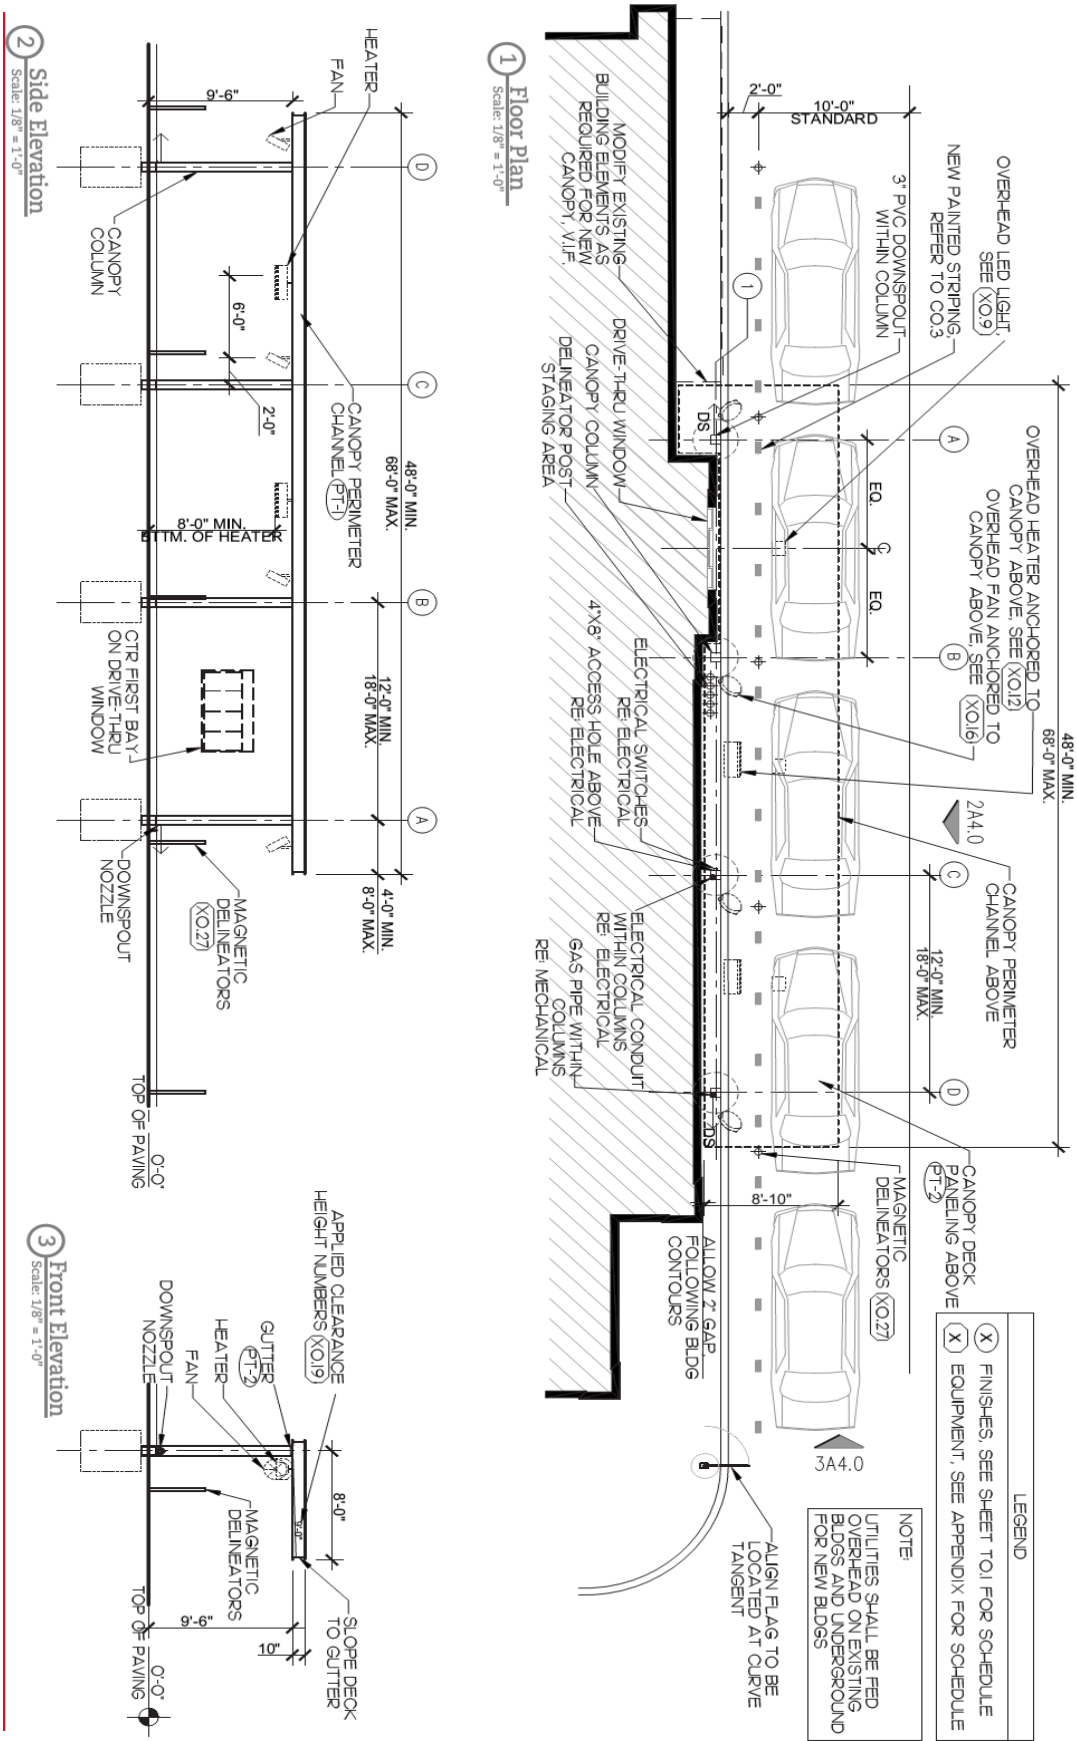 LEGEND
X FINISHES, SEE SHEET TO.1 FOR SCHEDULE
X EQUIPMENT, SEE APPENDIX FOR SCHEDULE
NOTE:
UTILITIES SHALL BE FED
OVERHEAD ON EXISTING
BLDGS AND UNDERGROUND
FOR NEW BLDGS
48'-0" MIN.
68'-0" MAX.
OVERHEAD LED LIGHT,
SEE XO.9
NEW PAINTED STRIPING,
REFER TO CO.3
3" PVC DOWNSPOUT
WITHIN COLUMN
OVERHEAD HEATER ANCHORED TO
CANOPY ABOVE, SEE XO.12
OVERHEAD FAN ANCHORED TO
CANOPY ABOVE, SEE XO.16
2A4.0
CANOPY PERIMETER
CHANNEL ABOVE
12'-0" MIN.
18'-0" MAX.
CANOPY DECK
PANELING ABOVE
PT-2
MAGNETIC
DELINEATORS XO.27
A
B
C
D
EQ.
EQ.
10'-0"
STANDARD
2'-0"
1
8'-10"
3A4.0
ALIGN FLAG TO BE
LOCATED AT CURVE
TANGENT
DS
DS
ALLOW 2" GAP,
FOLLOWING BLDG
CONTOURS
MODIFY EXISTING
BUILDING ELEMENTS AS
REQUIRED FOR NEW
CANOPY, V.I.F.
DRIVE-THRU WINDOW
CANOPY COLUMN
DELINEATOR POST
STAGING AREA
ELECTRICAL SWITCHES
RE: ELECTRICAL
4"X8" ACCESS HOLE ABOVE
RE: ELECTRICAL
ELECTRICAL CONDUIT
WITHIN COLUMNS
RE: ELECTRICAL
GAS PIPE WITHIN
COLUMNS
RE: MECHANICAL
1 Floor Plan
Scale: 1/8" = 1'-0"
48'-0" MIN.
68'-0" MAX.
D
C
B
A
12'-0" MIN.
18'-0" MAX.
4'-0" MIN.
8'-0" MAX.
HEATER
FAN
9'-6"
CANOPY
COLUMN
6'-0"
2'-0"
CANOPY PERIMETER
CHANNEL PT-1
8'-0" MIN.
BTTM. OF HEATER
CTR FIRST BAY
ON DRIVE-THRU
WINDOW
DOWNSPOUT
NOZZLE
MAGNETIC
DELINEATORS
XO.27
0'-0"
TOP OF PAVING
2 Side Elevation
Scale: 1/8" = 1'-0"
APPLIED CLEARANCE
HEIGHT NUMBERS XO.19
GUTTER
PT-2
HEATER
FAN
DOWNSPOUT
NOZZLE
8'-0"
9'-0"
SLOPE DECK
TO GUTTER
10"
9'-6"
MAGNETIC
DELINEATORS
0'-0"
TOP OF PAVING
3 Front Elevation
Scale: 1/8" = 1'-0"